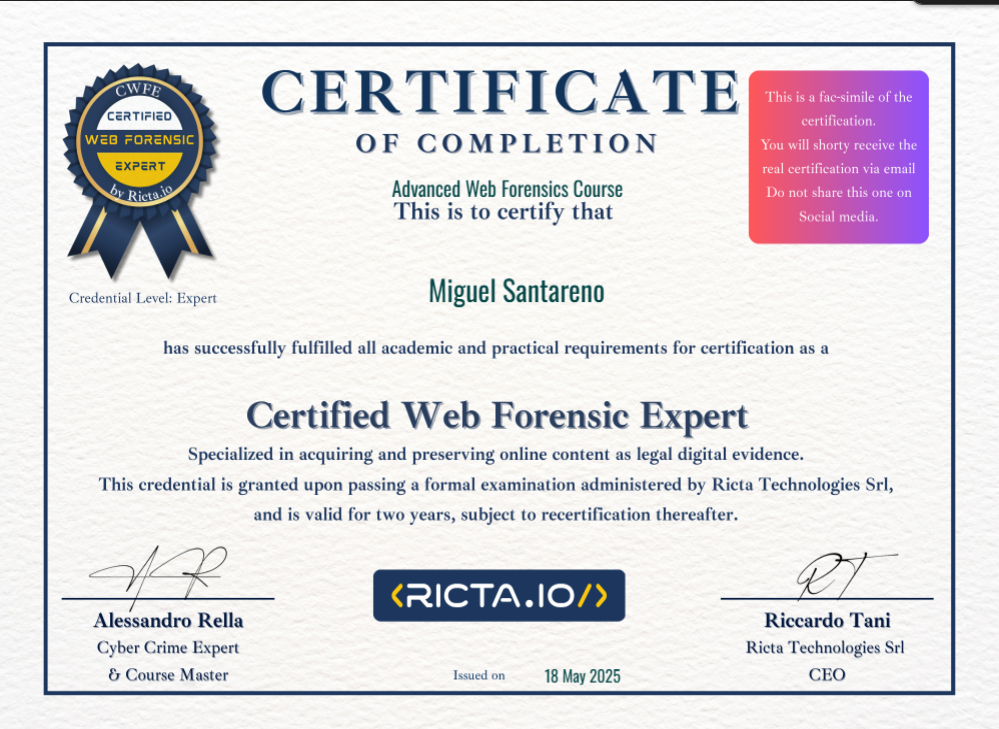 CWFE
CERTIFIED
WEB FORENSIC
EXPERT
by Ricta.io
Credential Level: Expert
CERTIFICATE
OF COMPLETION
Advanced Web Forensics Course
This is to certify that
This is a fac-simile of the
certification.
You will shorty receive the
real certification via email
Do not share this one on
Social media.
Miguel Santareno
has successfully fulfilled all academic and practical requirements for certification as a
Certified Web Forensic Expert
Specialized in acquiring and preserving online content as legal digital evidence.
This credential is granted upon passing a formal examination administered by Ricta Technologies Srl,
and is valid for two years, subject to recertification thereafter.
Alessandro Rella
Cyber Crime Expert
& Course Master
<RICTA.IO/>
Issued on 18 May 2025
Riccardo Tani
Ricta Technologies Srl
CEO